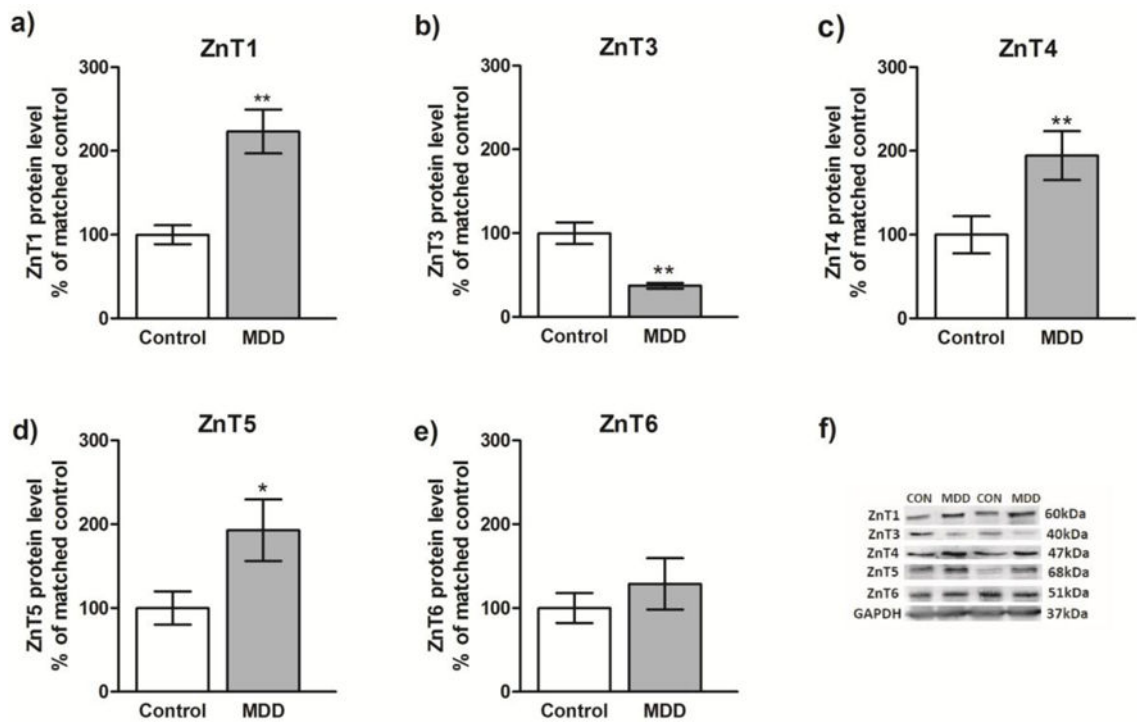 a)
ZnT1
ZnT1 protein level
% of matched control
300
200
100
0
**
Control MDD
b)
ZnT3
ZnT3 protein level
% of matched control
300
200
100
0
**
Control MDD
c)
ZnT4
ZnT4 protein level
% of matched control
300
200
100
0
**
Control MDD
d)
ZnT5
ZnT5 protein level
% of matched control
300
200
100
0
*
Control MDD
e)
ZnT6
ZnT6 protein level
% of matched control
300
200
100
0
Control MDD
f)
CON MDD CON MDD
ZnT1 60kDa
ZnT3 40kDa
ZnT4 47kDa
ZnT5 68kDa
ZnT6 51kDa
GAPDH 37kDa